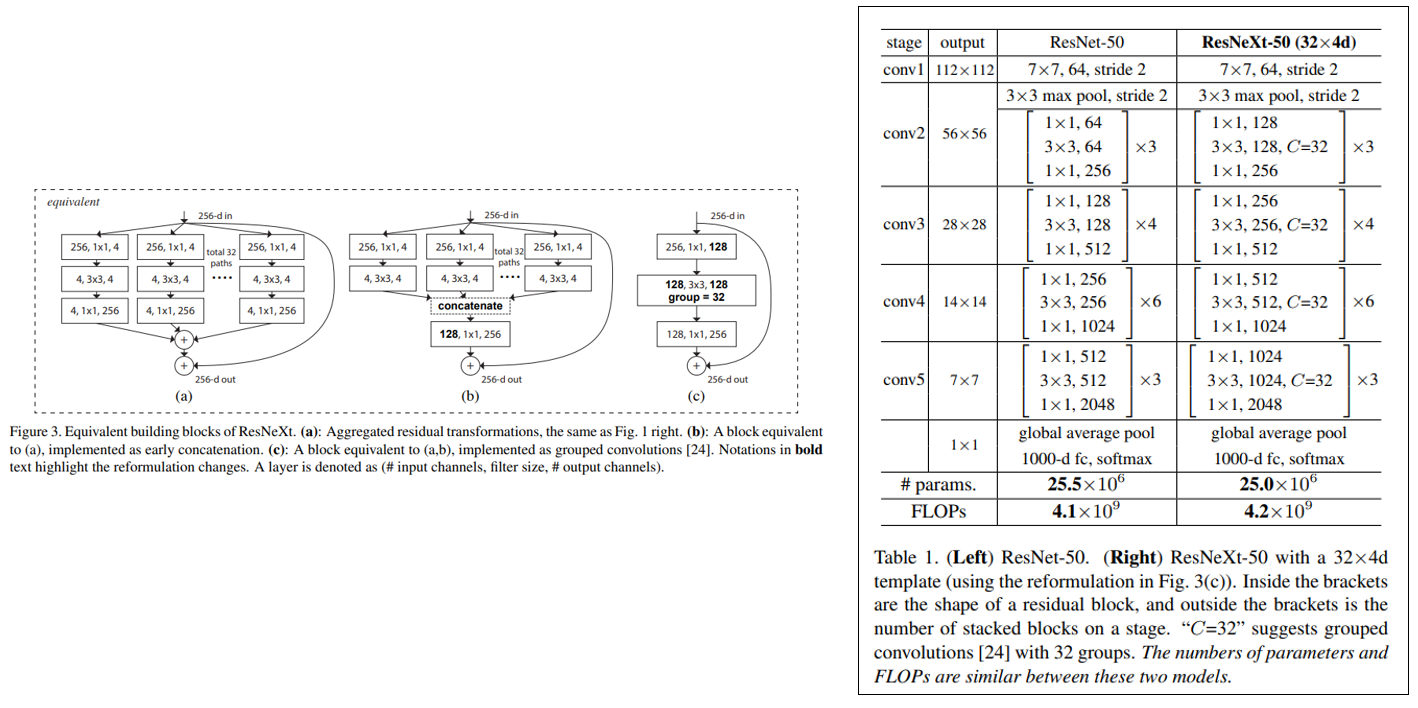 equivalent
256-d in
256, 1x1, 4
256, 1x1, 4
total 32
paths
256, 1x1, 4
4, 3x3, 4
4, 3x3, 4
....
4, 3x3, 4
4, 1x1, 256
4, 1x1, 256
4, 1x1, 256
+
+
256-d out
(a)
256-d in
256, 1x1, 4
256, 1x1, 4
total 32
paths
256, 1x1, 4
4, 3x3, 4
4, 3x3, 4
....
4, 3x3, 4
concatenate
128, 1x1, 256
+
256-d out
(b)
256-d in
256, 1x1, 128
128, 3x3, 128
group = 32
128, 1x1, 256
+
256-d out
(c)
Figure 3. Equivalent building blocks of ResNeXt. (a): Aggregated residual transformations, the same as Fig. 1 right. (b): A block equivalent
to (a), implemented as early concatenation. (c): A block equivalent to (a,b), implemented as grouped convolutions [24]. Notations in bold
text highlight the reformulation changes. A layer is denoted as (# input channels, filter size, # output channels).
stage output ResNet-50 ResNeXt-50 (32×4d)
conv1 112×112 7×7, 64, stride 2 7×7, 64, stride 2
3×3 max pool, stride 2 3×3 max pool, stride 2
1×1, 64 1×1, 128
conv2 56×56 3×3, 64 ×3 3×3, 128, C=32 ×3
1×1, 256 1×1, 256
1×1, 128 1×1, 256
conv3 28×28 3×3, 128 ×4 3×3, 256, C=32 ×4
1×1, 512 1×1, 512
1×1, 256 1×1, 512
conv4 14×14 3×3, 256 ×6 3×3, 512, C=32 ×6
1×1, 1024 1×1, 1024
1×1, 512 1×1, 1024
conv5 7×7 3×3, 512 ×3 3×3, 1024, C=32 ×3
1×1, 2048 1×1, 2048
global average pool global average pool
1×1
1000-d fc, softmax 1000-d fc, softmax
# params. 25.5×10⁶ 25.0×10⁶
FLOPs 4.1×10⁹ 4.2×10⁹
Table 1. (Left) ResNet-50. (Right) ResNeXt-50 with a 32×4d
template (using the reformulation in Fig. 3(c)). Inside the brackets
are the shape of a residual block, and outside the brackets is the
number of stacked blocks on a stage. “C=32” suggests grouped
convolutions [24] with 32 groups. The numbers of parameters and
FLOPs are similar between these two models.